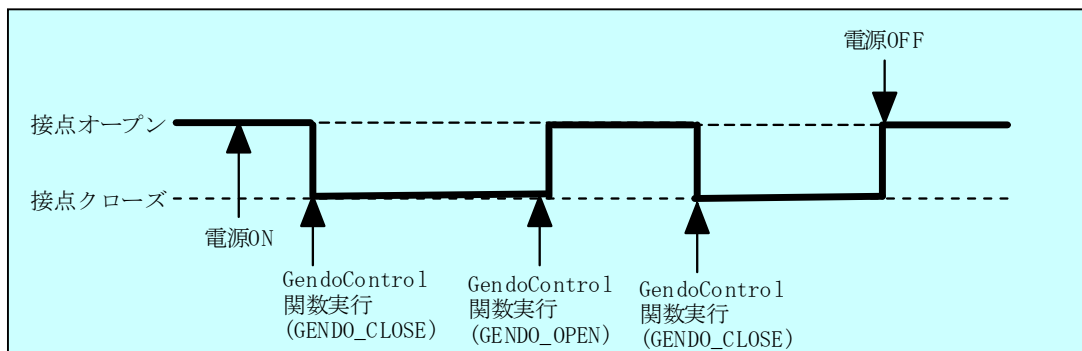 電源OFF
接点オープン
接点クローズ
電源ON
GendoControl
関数実行
(GENDO_CLOSE)
GendoControl
関数実行
(GENDO_OPEN)
GendoControl
関数実行
(GENDO_CLOSE)